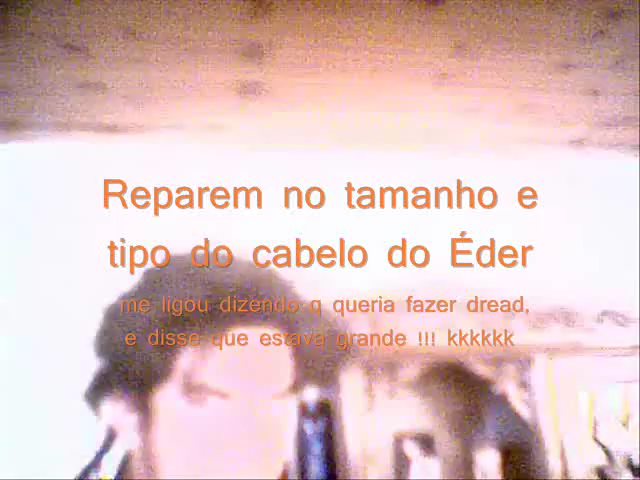 Reparem no tamanho e
tipo do cabelo do Éder
me ligou dizendo q queria fazer dread,
e disse que estava grande !!! kkkkkk